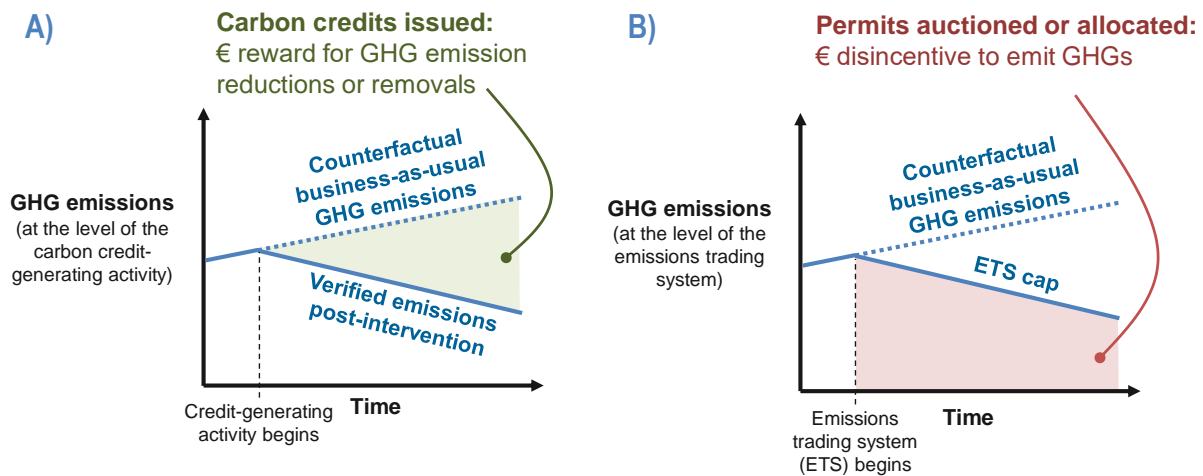 A)
Carbon credits issued:
€ reward for GHG emission
reductions or removals
Counterfactual
business-as-usual
GHG emissions
GHG emissions
(at the level of the
carbon credit-
generating activity)
Verified emissions
post-intervention
Credit-generating
activity begins
Time
B)
Permits auctioned or allocated:
€ disincentive to emit GHGs
Counterfactual
business-as-usual
GHG emissions
GHG emissions
(at the level of the
emissions trading
system)
ETS cap
Emissions
trading system
(ETS) begins
Time